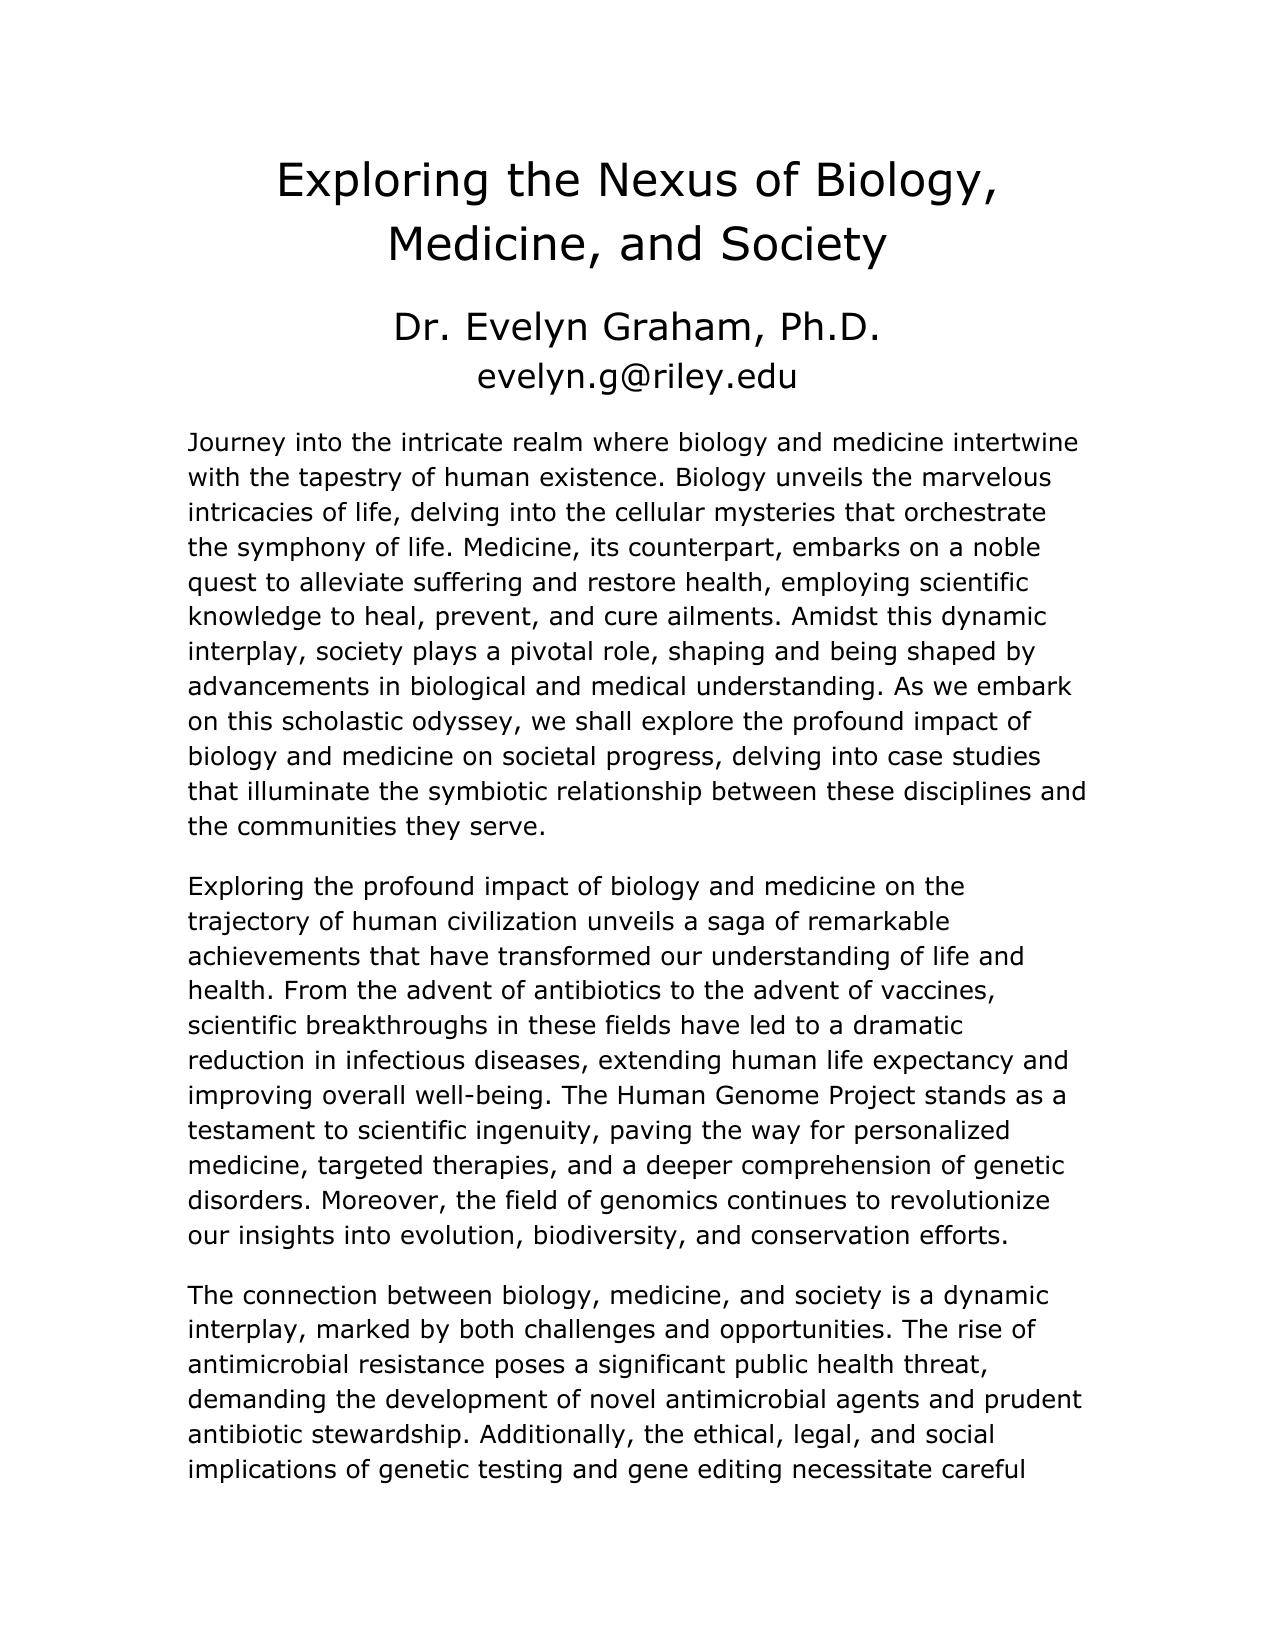 Exploring the Nexus of Biology,
Medicine, and Society
Dr. Evelyn Graham, Ph.D.
evelyn.g@riley.edu
Journey into the intricate realm where biology and medicine intertwine
with the tapestry of human existence. Biology unveils the marvelous
intricacies of life, delving into the cellular mysteries that orchestrate
the symphony of life. Medicine, its counterpart, embarks on a noble
quest to alleviate suffering and restore health, employing scientific
knowledge to heal, prevent, and cure ailments. Amidst this dynamic
interplay, society plays a pivotal role, shaping and being shaped by
advancements in biological and medical understanding. As we embark
on this scholastic odyssey, we shall explore the profound impact of
biology and medicine on societal progress, delving into case studies
that illuminate the symbiotic relationship between these disciplines and
the communities they serve.
Exploring the profound impact of biology and medicine on the
trajectory of human civilization unveils a saga of remarkable
achievements that have transformed our understanding of life and
health. From the advent of antibiotics to the advent of vaccines,
scientific breakthroughs in these fields have led to a dramatic
reduction in infectious diseases, extending human life expectancy and
improving overall well-being. The Human Genome Project stands as a
testament to scientific ingenuity, paving the way for personalized
medicine, targeted therapies, and a deeper comprehension of genetic
disorders. Moreover, the field of genomics continues to revolutionize
our insights into evolution, biodiversity, and conservation efforts.
The connection between biology, medicine, and society is a dynamic
interplay, marked by both challenges and opportunities. The rise of
antimicrobial resistance poses a significant public health threat,
demanding the development of novel antimicrobial agents and prudent
antibiotic stewardship. Additionally, the ethical, legal, and social
implications of genetic testing and gene editing necessitate careful